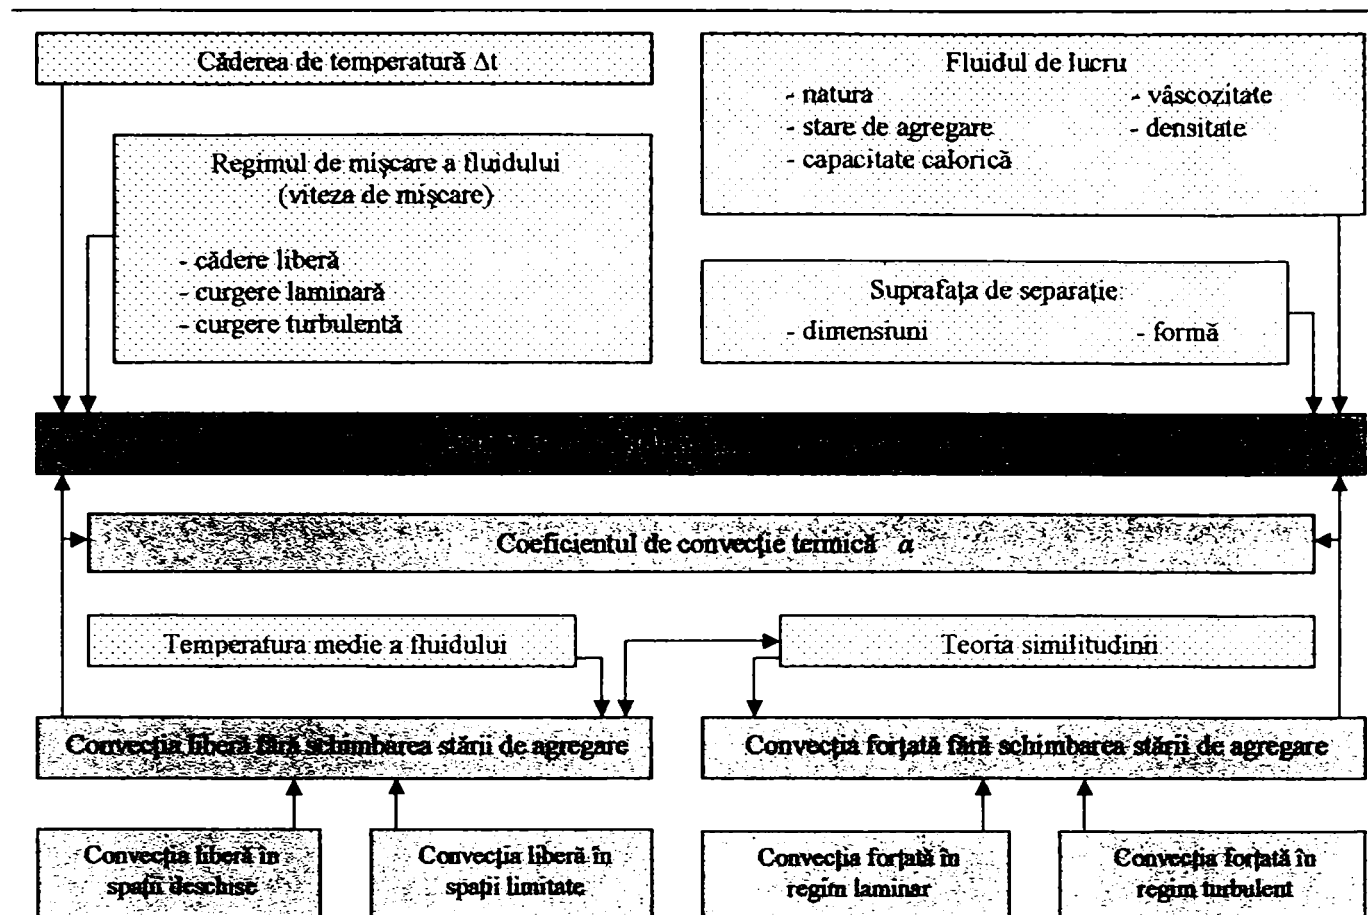 Căderea de temperatură Δt
Fluidul de lucru
- natura
- vâscozitate
- stare de agregare
- densitate
- capacitate calorică
Regimul de mişcare a fluidului
(viteza de mişcare)
- cădere liberă
- curgere laminară
- curgere turbulentă
Suprafaţa de separaţie:
- dimensiuni
- formă
Coeficientul de convecţie termică α
Temperatura medie a fluidului
Teoria similitudinii
Convecţia liberă fără schimbarea stării de agregare
Convecţia forţată fără schimbarea stării de agregare
Convecţia liberă în
spaţii deschise
Convecţia liberă în
spaţii limitate
Convecţia forţată în
regim laminar
Convecţia forţată în
regim turbulent